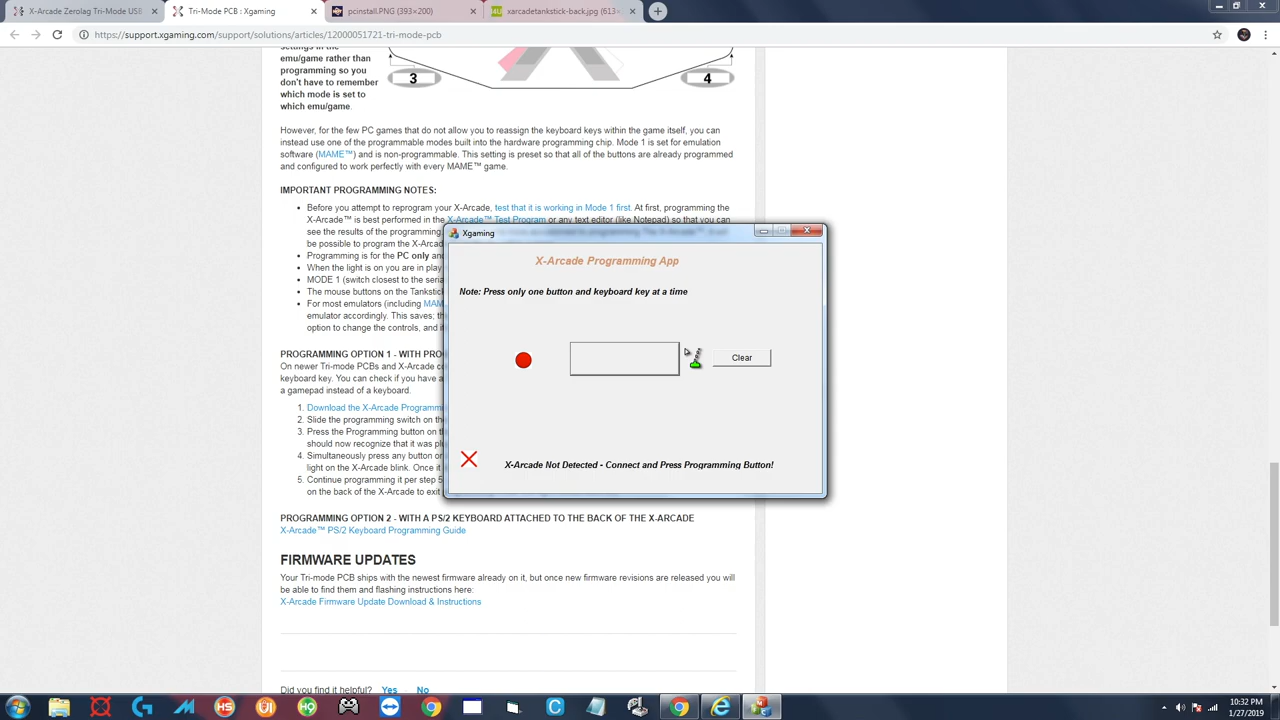 X-Arcade Zerolag Tri-Mode USB
Tri-Mode PCB : XGaming
pcinstall.PNG (393×200)
xarcadetankstick-back.jpg (613×
https://support.xgaming.com/support/solutions/articles/12000051721-tri-mode-pcb
settings in the
emu/game rather than
programming so you
don't have to remember
which mode is set to
which emu/game.
3
4
However, for the few PC games that do not allow you to reassign the keyboard keys within the game itself, you can
instead use one of the programmable modes built into the hardware programming chip. Mode 1 is set for emulation
software (MAME™) and is non-programmable. This setting is preset so that all of the buttons are already programmed
and configured to work perfectly with every MAME™ game.
IMPORTANT PROGRAMMING NOTES:
Before you attempt to reprogram your X-Arcade, test that it is working in Mode 1 first. At first, programming the
X-Arcade™ is best performed in the X-Arcade™ Test Program or any text editor (like Notepad) so that you can
see the results of the programming
be possible to program the X-Arcad
Programming is for the PC only and
When the light is on you are in play
MODE 1 (switch closest to the seria
The mouse buttons on the Tankstick
For most emulators (including MAM
emulator accordingly. This saves; the
option to change the controls, and it
Xgaming
X-Arcade Programming App
Note: Press only one button and keyboard key at a time
Clear
X-Arcade Not Detected - Connect and Press Programming Button!
PROGRAMMING OPTION 1 - WITH PRO
On newer Tri-mode PCBs and X-Arcade co
keyboard key. You can check if you have a
a gamepad instead of a keyboard.
1. Download the X-Arcade Programm
2. Slide the programming switch on the
3. Press the Programming button on th
should now recognize that it was plu
4. Simultaneously press any button or
light on the X-Arcade blink. Once it
5. Continue programming it per step 5
on the back of the X-Arcade to exit
PROGRAMMING OPTION 2 - WITH A PS/2 KEYBOARD ATTACHED TO THE BACK OF THE X-ARCADE
X-Arcade™ PS/2 Keyboard Programming Guide
FIRMWARE UPDATES
Your Tri-mode PCB ships with the newest firmware already on it, but once new firmware revisions are released you will
be able to find them and flashing instructions here:
X-Arcade Firmware Update Download & Instructions
Did you find it helpful? Yes No
10:32 PM
1/27/2019